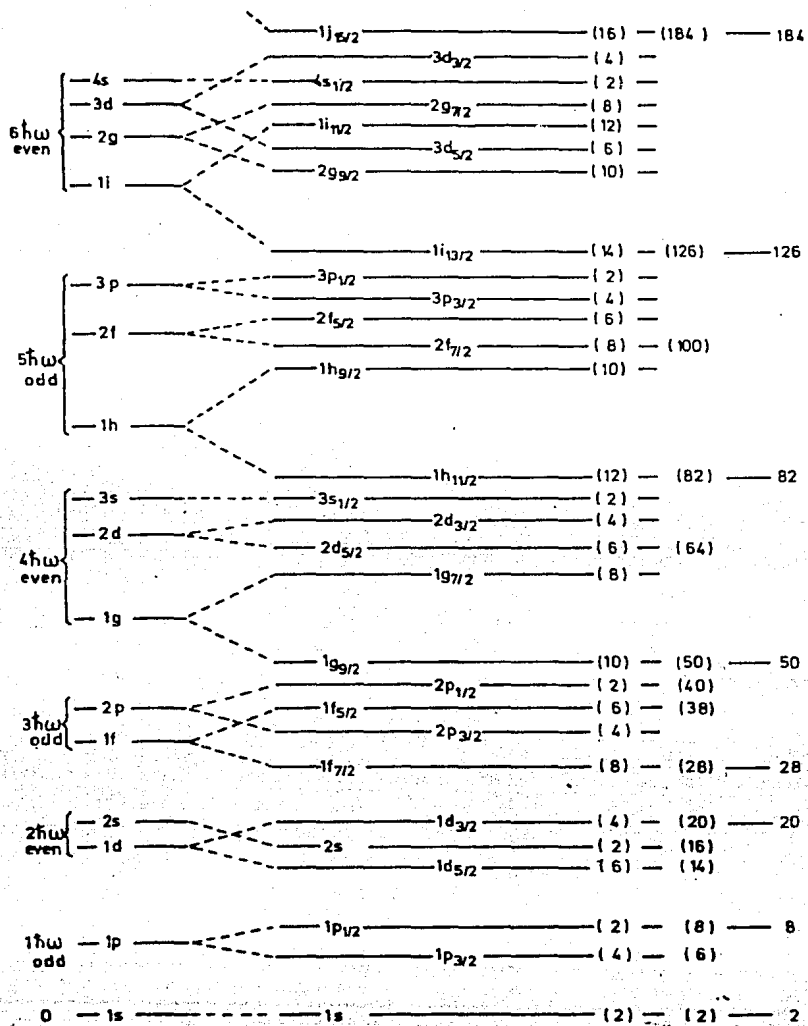 1j15/2 (16) (184) 184
3d3/2 (4)
4s 4s1/2 (2)
3d 2g7/2 (8)
6ħω even
1i11/2 (12)
2g 3d5/2 (6)
2g9/2 (10)
1i
1i13/2 (14) (126) 126
3p 3p1/2 (2)
3p3/2 (4)
2f5/2 (6)
2f 2f7/2 (8) (100)
5ħω odd
1h9/2 (10)
1h
1h11/2 (12) (82) 82
3s 3s1/2 (2)
2d 2d3/2 (4)
2d5/2 (6) (64)
4ħω even
1g7/2 (8)
1g
1g9/2 (10) (50) 50
2p1/2 (2) (40)
2p 1f5/2 (6) (38)
3ħω odd
2p3/2 (4)
1f
1f7/2 (8) (28) 28
2s 1d3/2 (4) (20) 20
2ħω even
1d 2s (2) (16)
1d5/2 (6) (14)
1p1/2 (2) (8) 8
1ħω odd 1p
1p3/2 (4) (6)
0 1s 1s (2) (2) 2